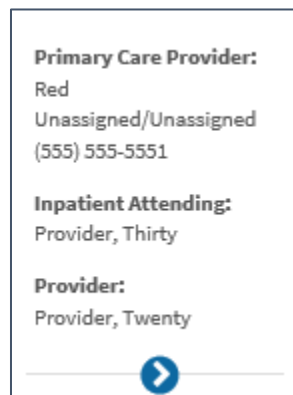 Primary Care Provider:
Red
Unassigned/Unassigned
(555) 555-5551
Inpatient Attending:
Provider, Thirty
Provider:
Provider, Twenty